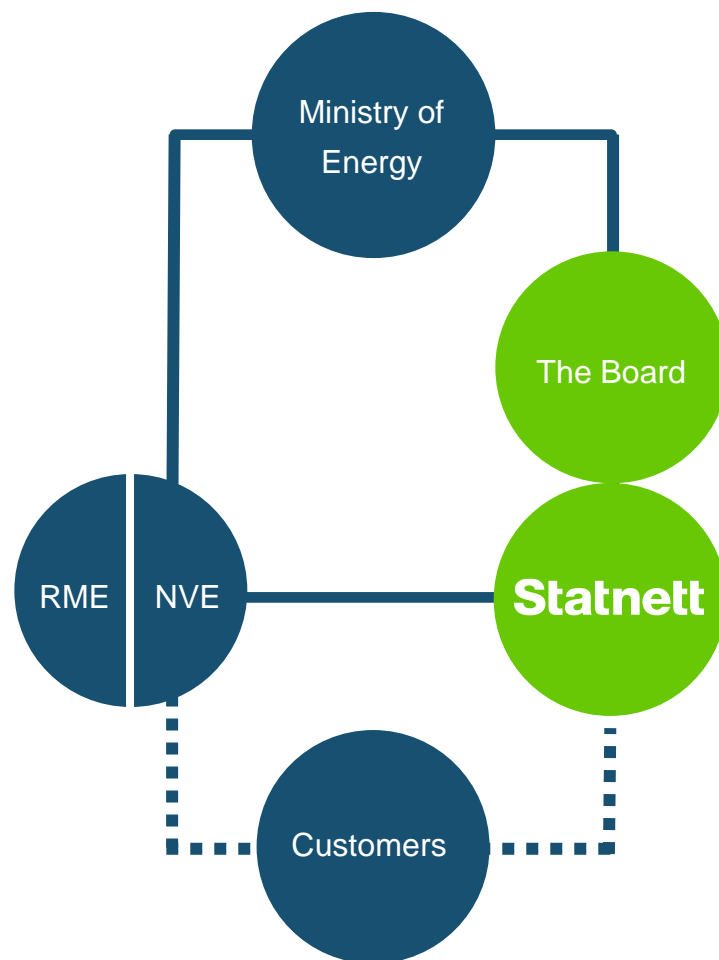 Ministry of
Energy
The Board
RME NVE
Statnett
Customers